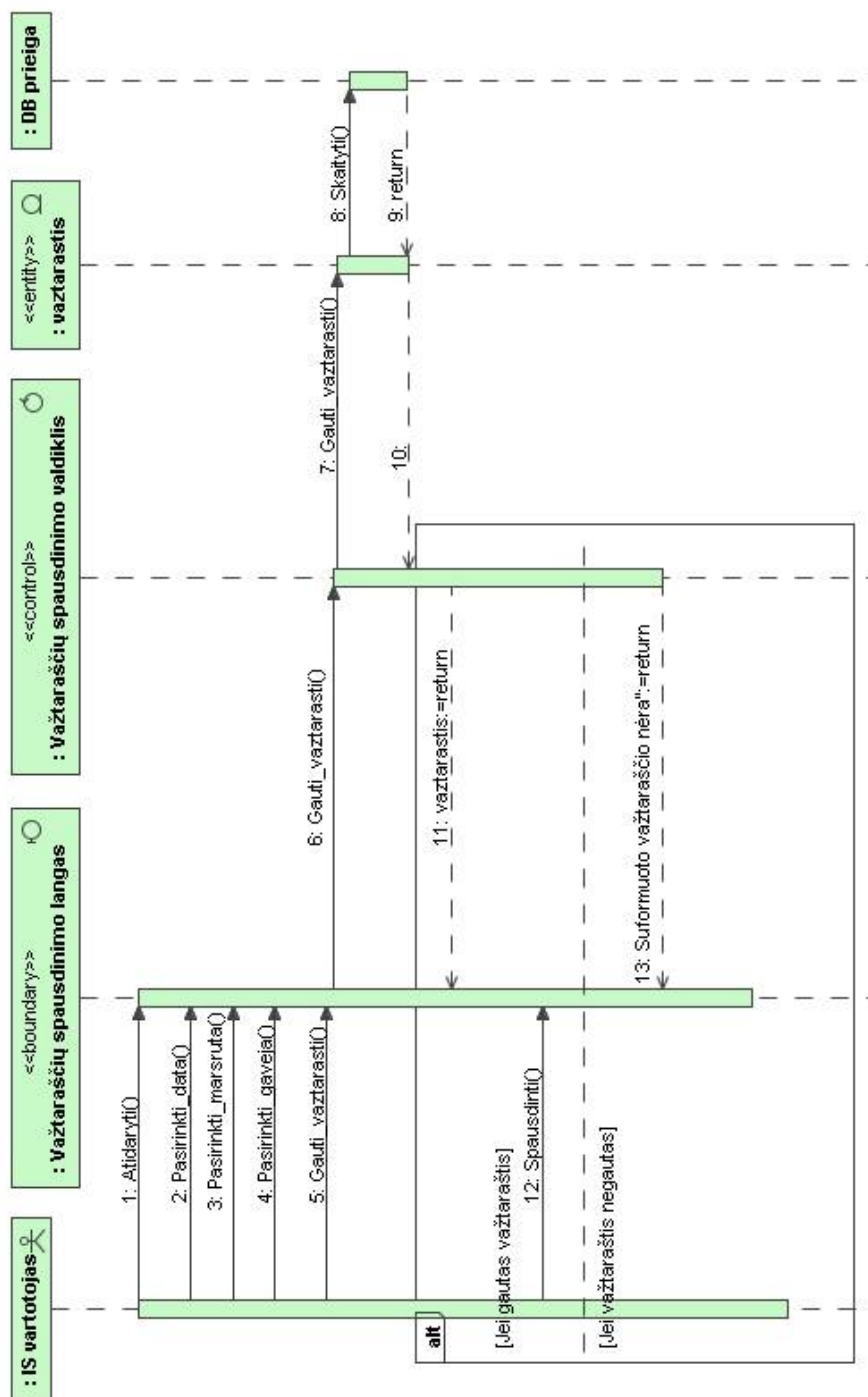 : IS vartotojas
<<boundary>>
: Važtaraščių spausdinimo langas
<<control>>
: Važtaraščių spausdinimo valdiklis
<<entity>>
: vaztarastis
: DB prieiga
1: Atidaryti()
2: Pasirinkti_data()
3: Pasirinkti_marsruta()
4: Pasirinkti_gaveja()
5: Gauti_vaztarasti()
6: Gauti_vaztarasti()
7: Gauti_vaztarasti()
8: Skaityti()
9: return
10:
alt
11: vaztarastis:=return
[Jei gautas važtaraštis]
12: Spausdinti()
[Jei važtaraštis negautas]
13: Suformuoto važtaraščio nėra":=return